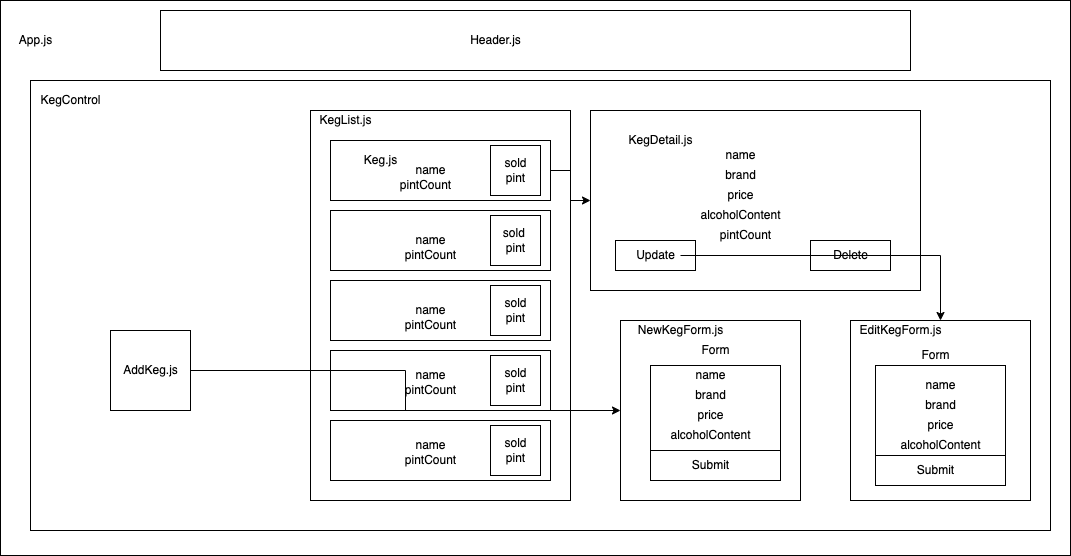 App.js
Header.js
KegControl
KegList.js
Keg.js
name
pintCount
sold
pint
name
pintCount
sold
pint
name
pintCount
sold
pint
name
pintCount
sold
pint
name
pintCount
sold
pint
KegDetail.js
name
brand
price
alcoholContent
pintCount
Update
Delete
AddKeg.js
NewKegForm.js
Form
name
brand
price
alcoholContent
Submit
EditKegForm.js
Form
name
brand
price
alcoholContent
Submit